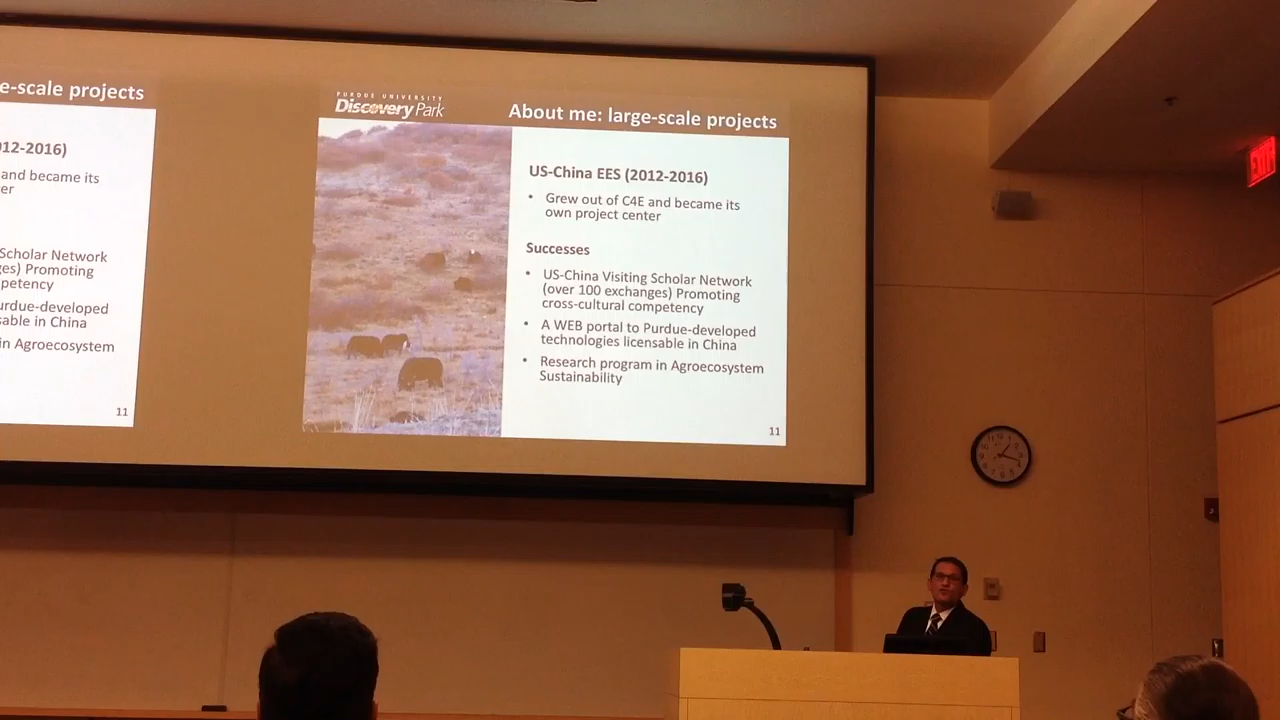 e-scale projects
12-2016)
and became its
er
Scholar Network
ges) Promoting
petency
urdue-developed
sable in China
in Agroecosystem
11
PURDUE UNIVERSITY
Discovery Park
About me: large-scale projects
US-China EES (2012-2016)
• Grew out of C4E and became its
own project center
Successes
• US-China Visiting Scholar Network
(over 100 exchanges) Promoting
cross-cultural competency
• A WEB portal to Purdue-developed
technologies licensable in China
• Research program in Agroecosystem
Sustainability
11
EXIT